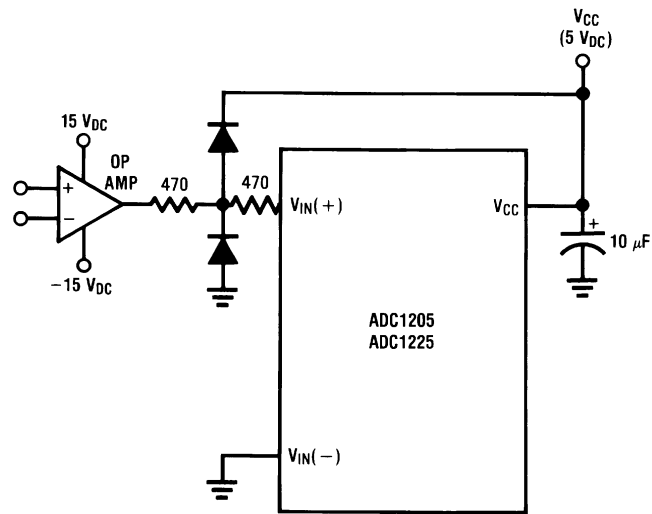 VCC
(5 VDC)
15 VDC
OP
AMP
470
470
+
−
−15 VDC
VIN(+)
VCC
+
10 μF
ADC1205
ADC1225
VIN(−)